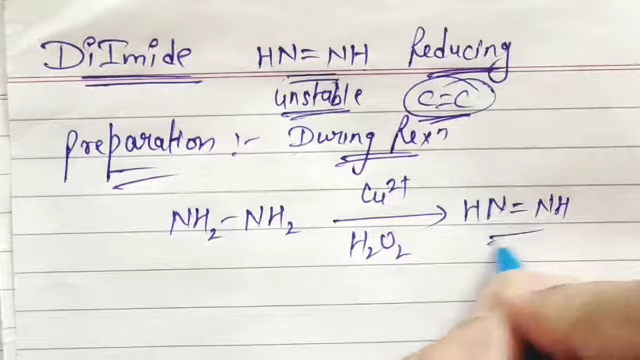 DiImide HN=NH Reducing
unstable C=C
Preparation :- During Rexn
NH2-NH2 Cu2+ H2O2 → HN=NH